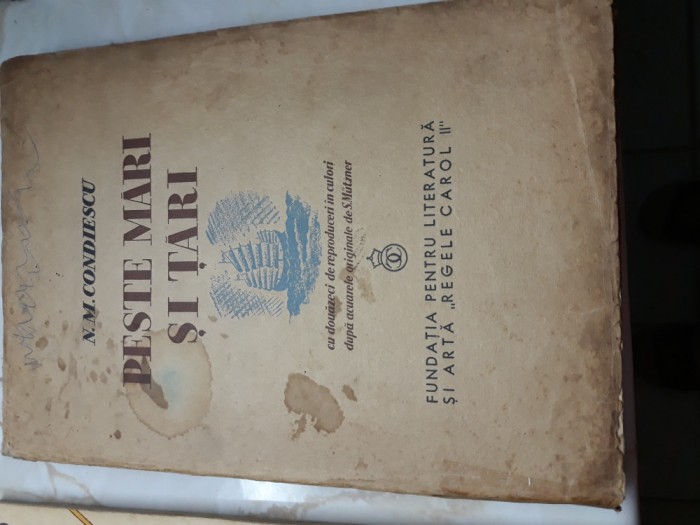 N. M. CONDIESCU
PESTE MĂRI
ȘI ȚĂRI
cu douăzeci de reproduceri în culori
după acuarele originale de S. Mützner
FUNDAȚIA PENTRU LITERATURĂ
ȘI ARTĂ „REGELE CAROL II"